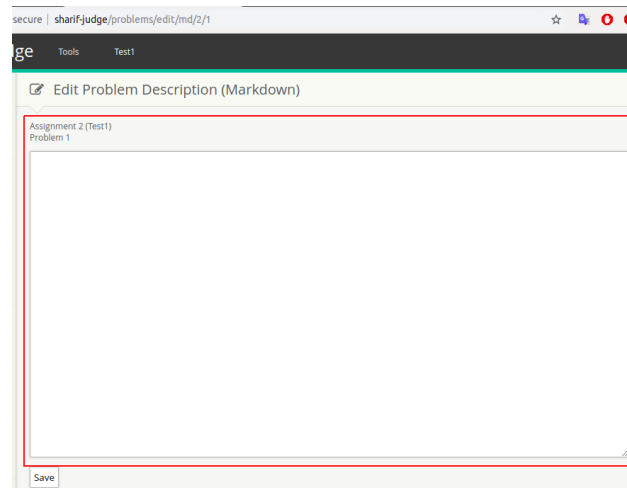 secure | sharif-judge/problems/edit/md/2/1
ge Tools Test1
Edit Problem Description (Markdown)
Assignment 2 (Test1)
Problem 1
Save